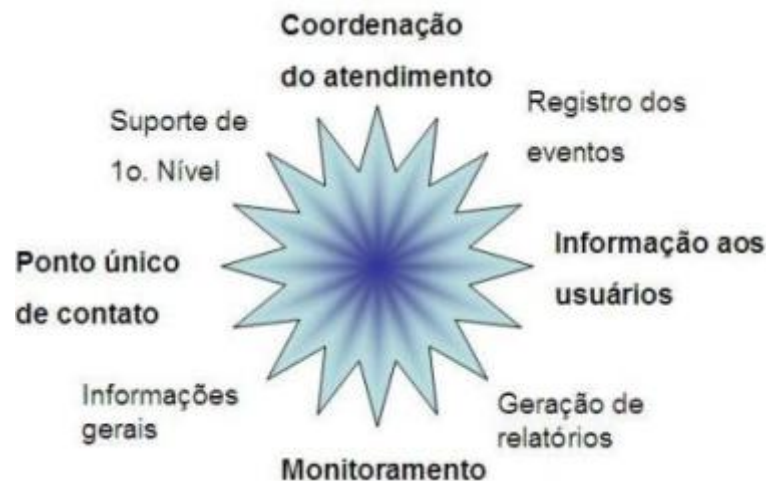 Coordenação
do atendimento
Registro dos
eventos
Suporte de
1o. Nível
Informação aos
usuários
Ponto único
de contato
Informações
gerais
Geração de
relatórios
Monitoramento